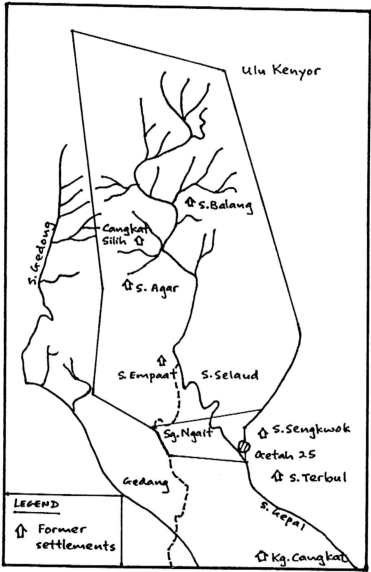 Ulu Kenyor
S. Balang
Cangkat
Silih
S. Gedong
S. Agar
S. Empaat
S. Selaud
Sg. Ngait
S. Sengkwok
Getah 25
S. Terbul
Gedang
S. Gepai
Kg. Cangkat
LEGEND
Former
settlements